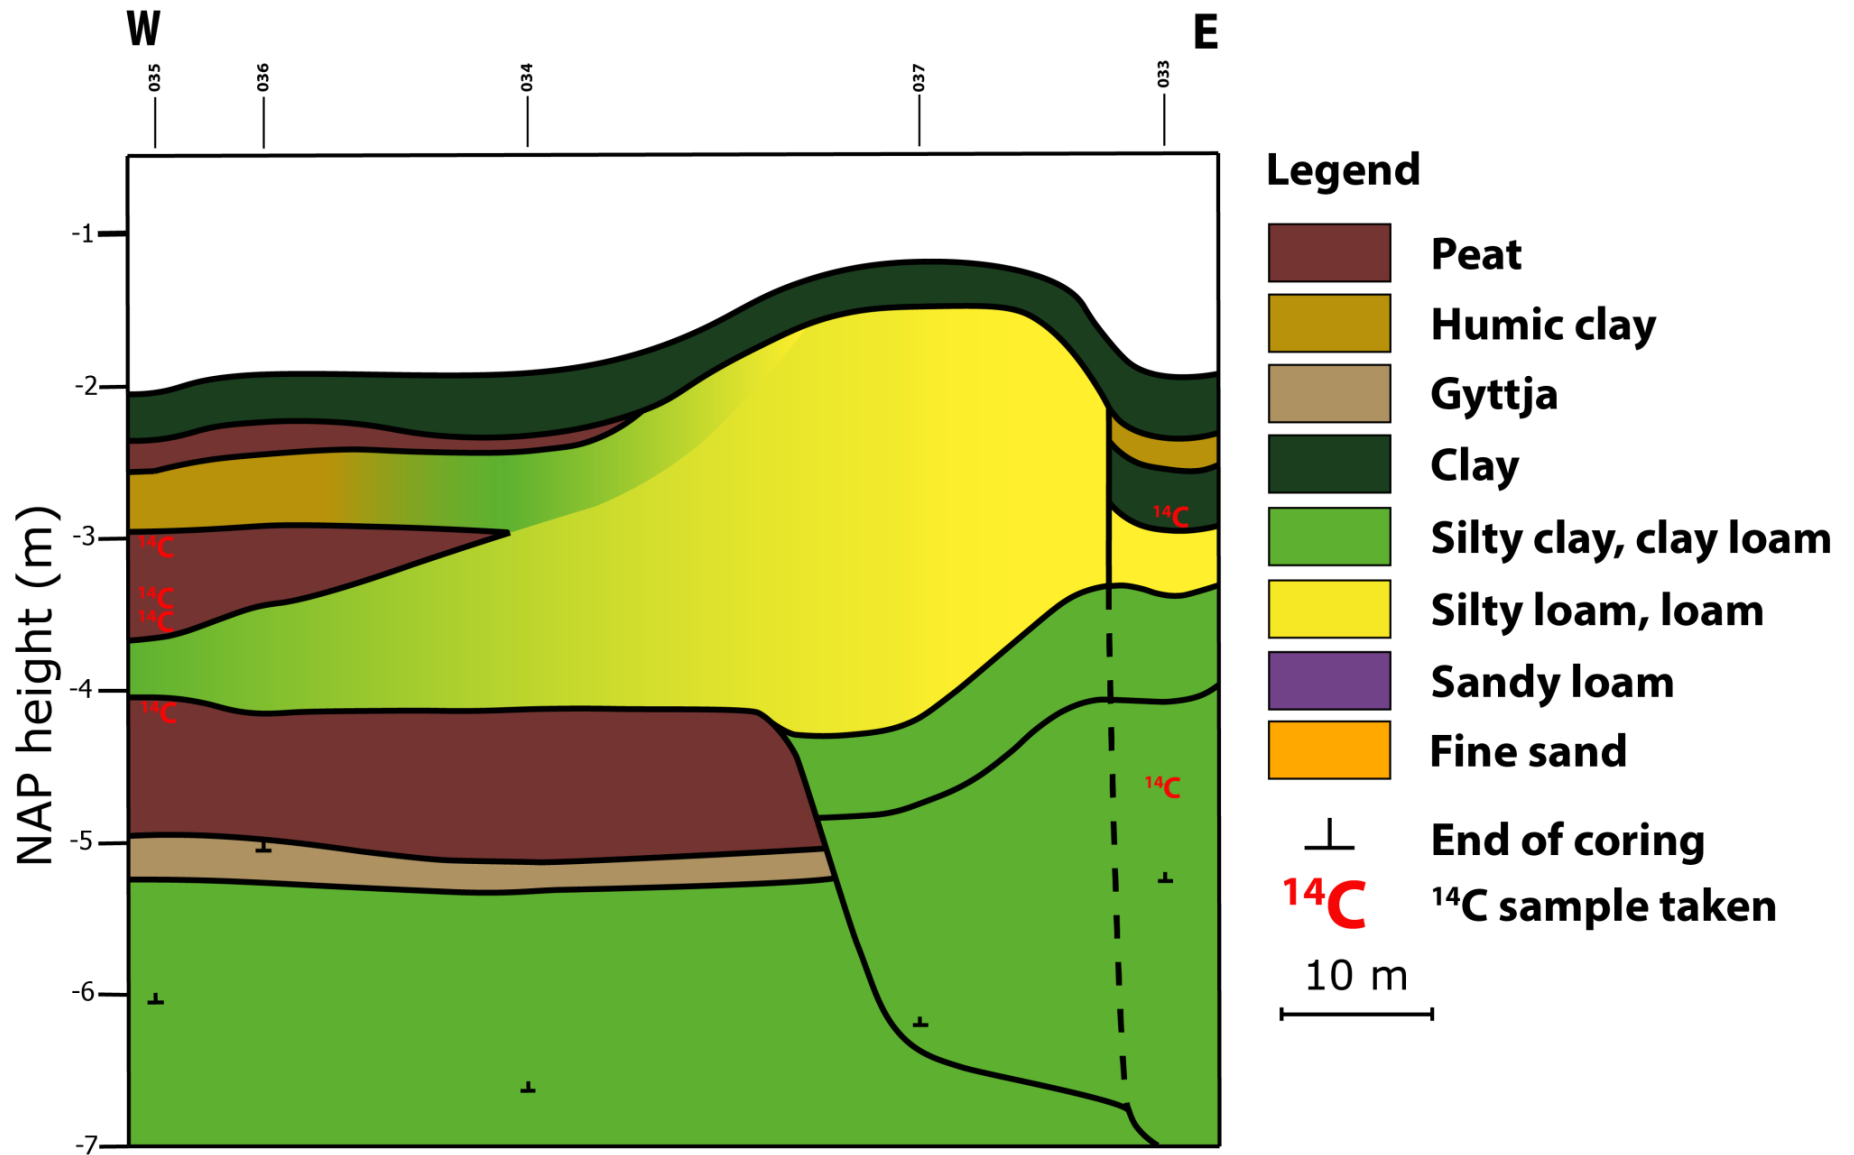 W
E
035
036
034
037
033
NAP height (m)
-1
-2
-3
-4
-5
-6
-7
¹⁴C
¹⁴C
¹⁴C
¹⁴C
¹⁴C
¹⁴C
Legend
Peat
Humic clay
Gyttja
Clay
Silty clay, clay loam
Silty loam, loam
Sandy loam
Fine sand
End of coring
¹⁴C ¹⁴C sample taken
10 m